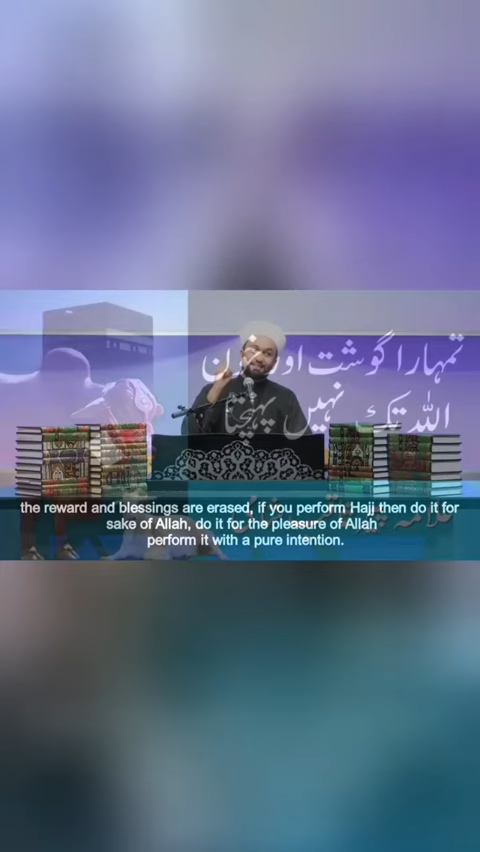 تمہارا گوشت اور خون
اللہ تک نہیں پہنچتا
علامہ
the reward and blessings are erased, if you perform Hajj then do it for
sake of Allah, do it for the pleasure of Allah
perform it with a pure intention.